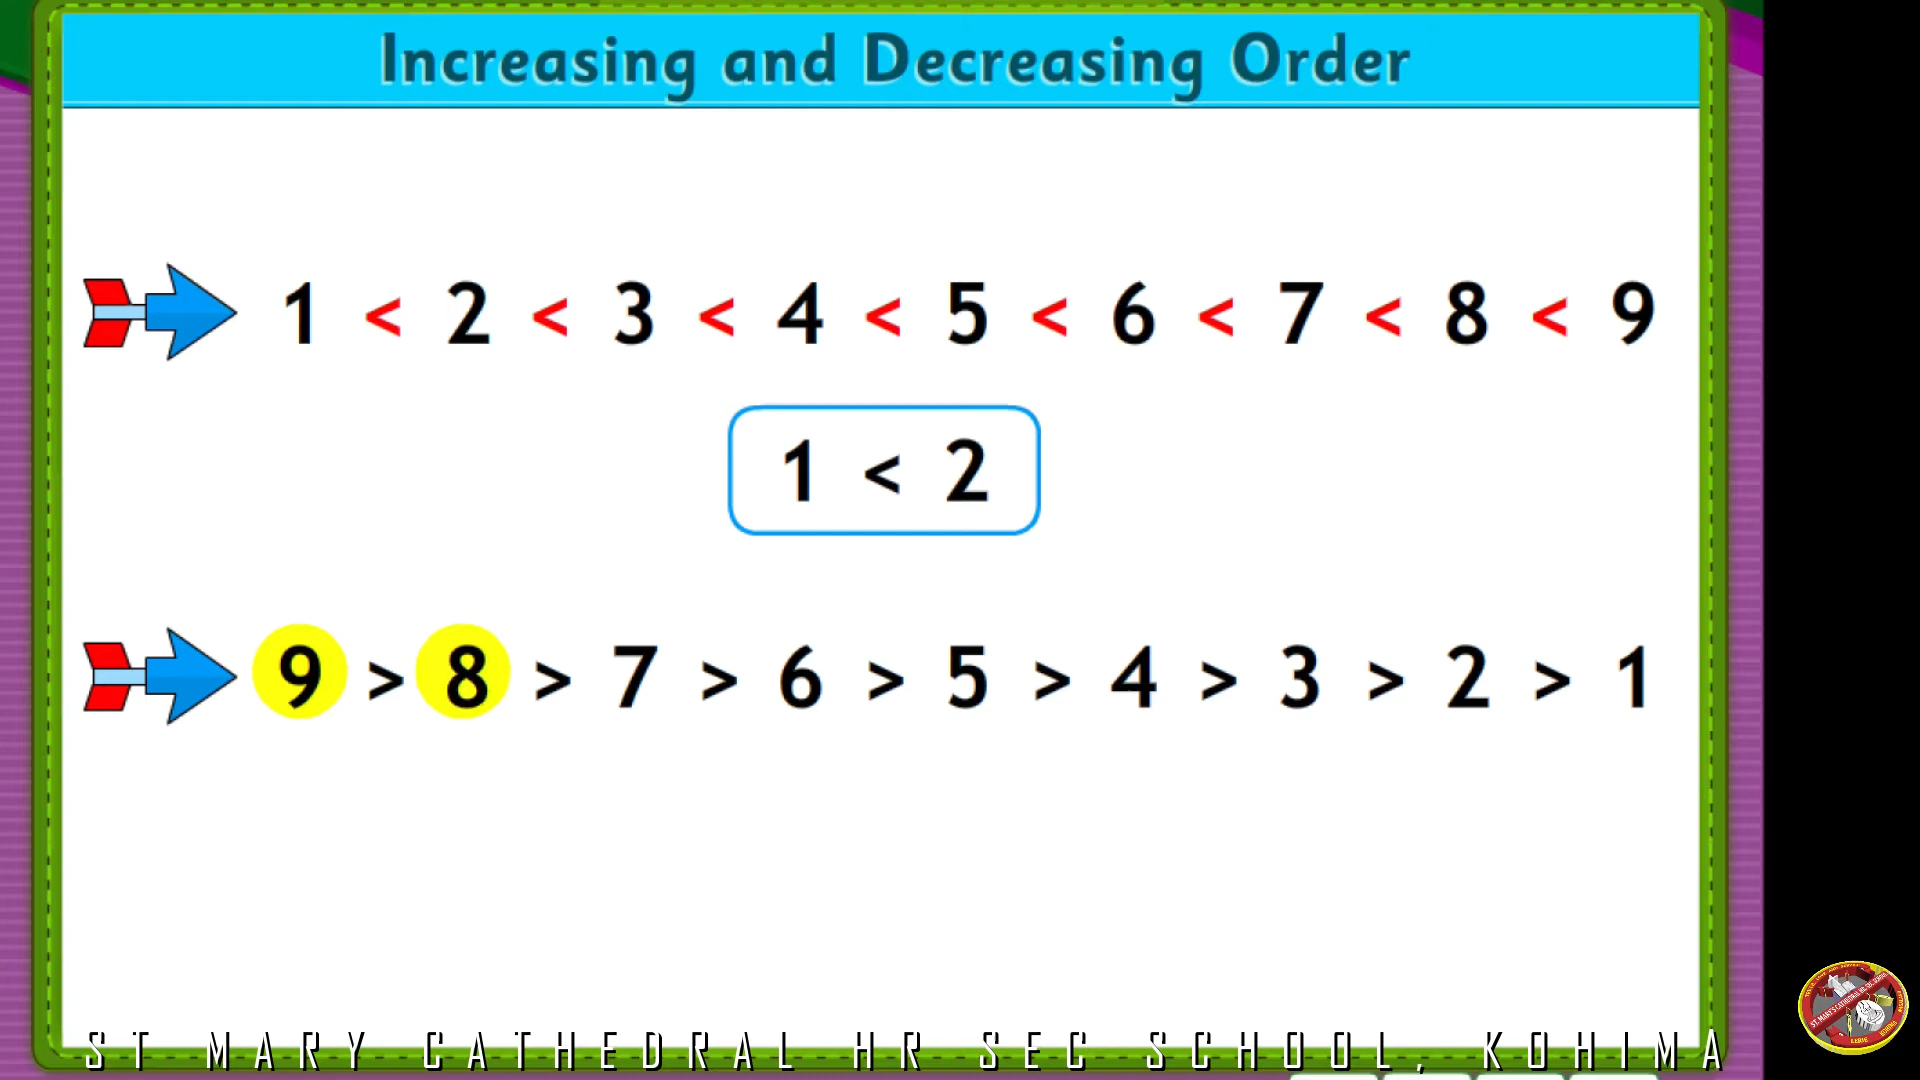 Increasing and Decreasing Order
1 < 2 < 3 < 4 < 5 < 6 < 7 < 8 < 9
1 < 2
9 > 8 > 7 > 6 > 5 > 4 > 3 > 2 > 1
ST MARY CATHEDRAL HR SEC SCHOOL, KOHIMA